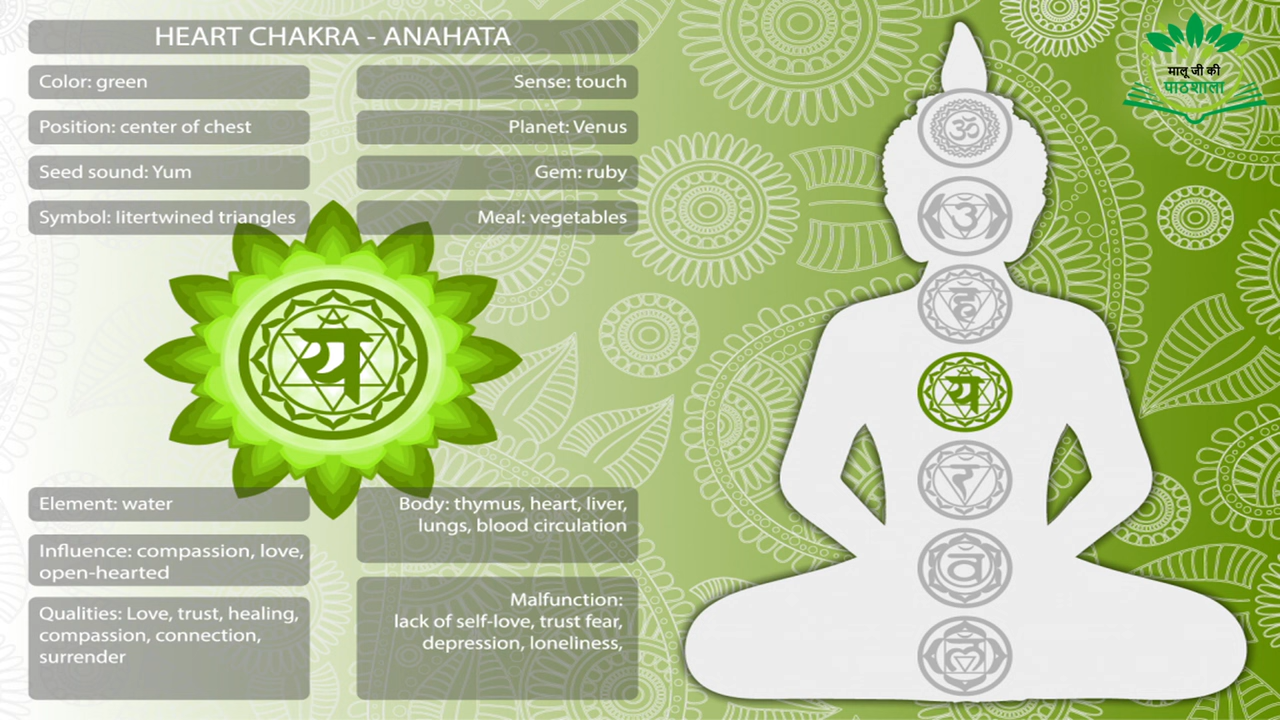 HEART CHAKRA - ANAHATA
Color: green
Position: center of chest
Seed sound: Yum
Symbol: litertwined triangles
Sense: touch
Planet: Venus
Gem: ruby
Meal: vegetables
य
Element: water
Influence: compassion, love,
open-hearted
Qualities: Love, trust, healing,
compassion, connection,
surrender
Body: thymus, heart, liver,
lungs, blood circulation
Malfunction:
lack of self-love, trust fear,
depression, loneliness,
मालू जी की
पाठशाला
ॐ
य